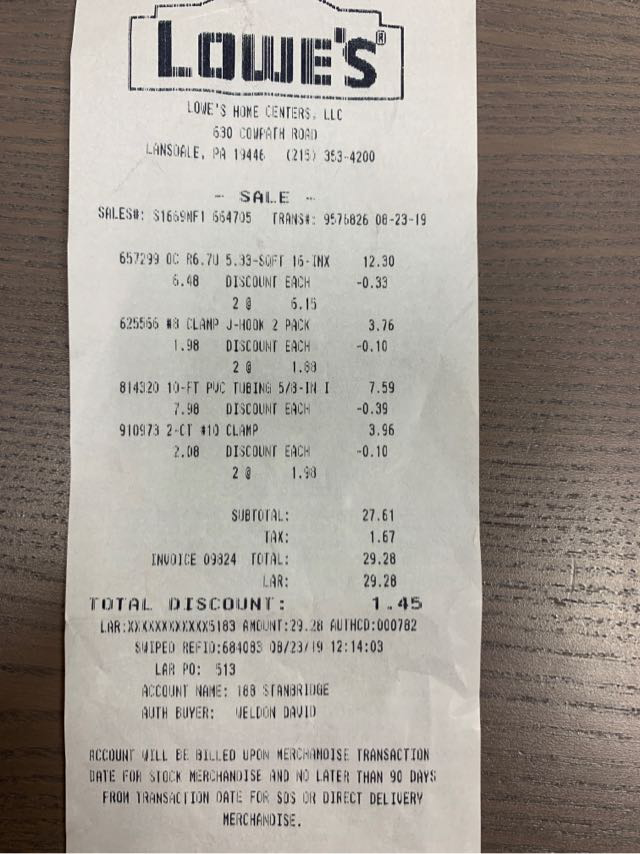 LOWE'S®
LOWE'S HOME CENTERS, LLC
630 COWPATH ROAD
LANSDALE, PA 19446 (215) 353-4200
- SALE -
SALES#: S1669MF1 664705 TRANS#: 9576826 08-23-19
657299 OC R6.7U 5.33-SQFT 16-INX 12.30
6.48 DISCOUNT EACH -0.33
2 @ 6.15
625566 #8 CLAMP J-HOOK 2 PACK 3.76
1.98 DISCOUNT EACH -0.10
2 @ 1.88
814320 10-FT PVC TUBING 5/8-IN I 7.59
7.98 DISCOUNT EACH -0.39
910973 2-CT #10 CLAMP 3.96
2.08 DISCOUNT EACH -0.10
2 @ 1.98
SUBTOTAL: 27.61
TAX: 1.67
INVOICE 09824 TOTAL: 29.28
LAR: 29.28
TOTAL DISCOUNT: 1.45
LAR:XXXXXXXXXXXX5183 AMOUNT:29.28 AUTHCD:000782
SWIPED REFID:684083 08/23/19 12:14:03
LAR PO: 513
ACCOUNT NAME: 188 STANBRIDGE
AUTH BUYER: WELDON DAVID
ACCOUNT WILL BE BILLED UPON MERCHANDISE TRANSACTION
DATE FOR STOCK MERCHANDISE AND NO LATER THAN 90 DAYS
FROM TRANSACTION DATE FOR SOS OR DIRECT DELIVERY
MERCHANDISE.